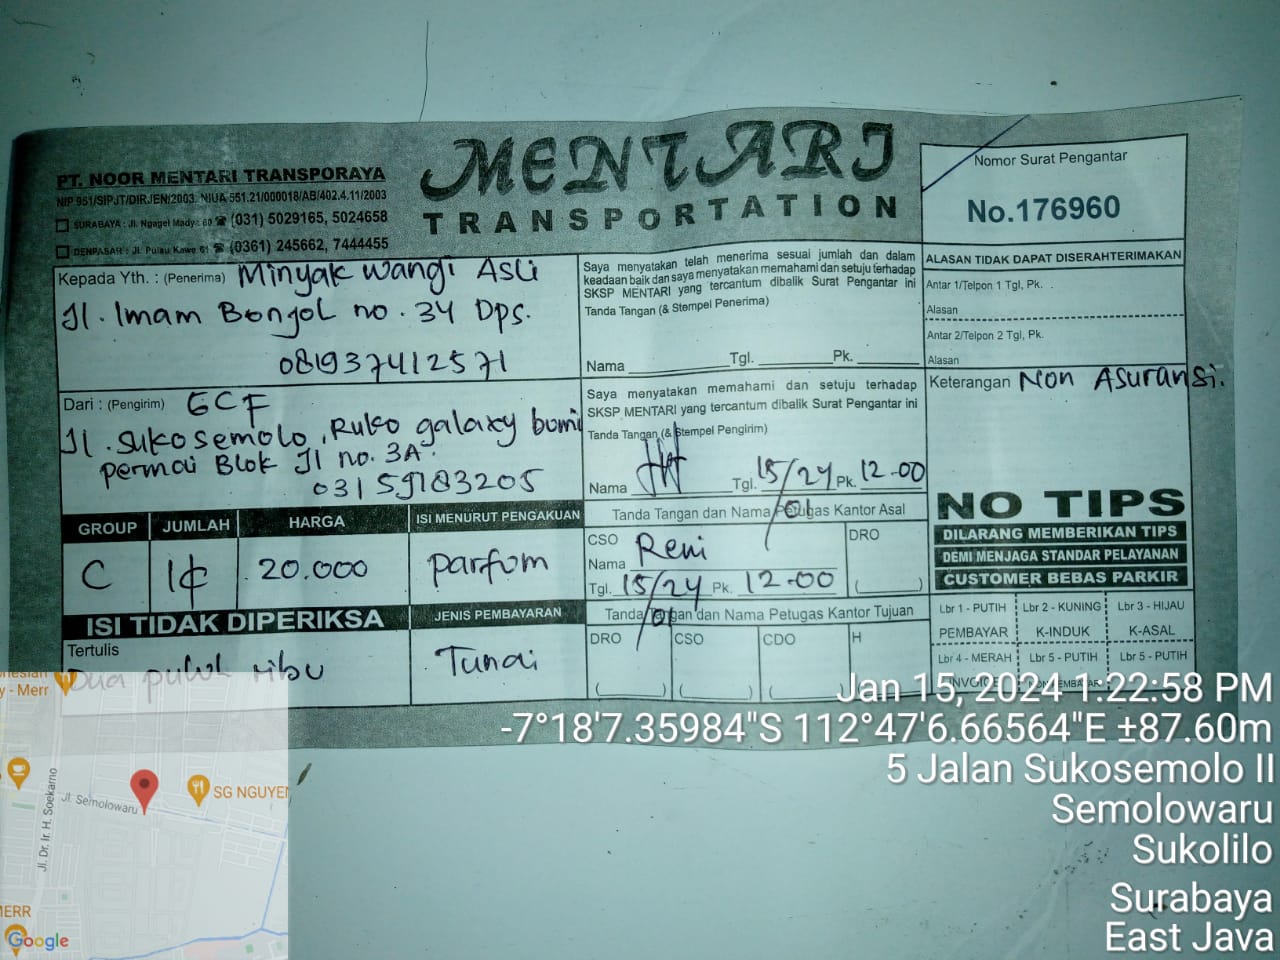 PT. NOOR MENTARI TRANSPORAYA
NIP 951/SIPJT/DIRJEN/2003. NIUA 551.21/000018/AB/402.4.11/2003
SURABAYA : Jl. Ngagel Mady. 60 ☎ (031) 5029165, 5024658
DENPASAR : Jl. Pulau Kawe 61 ☎ (0361) 245662, 7444455
MENTARI
TRANSPORTATION
Nomor Surat Pengantar
No.176960
Kepada Yth. : (Penerima) Minyak Wangi Asli
Jl. Imam Bonjol no. 34 Dps.
081937412571
Saya menyatakan telah menerima sesuai jumlah dan dalam
keadaan baik dan saya menyatakan memahami dan setuju terhadap
SKSP MENTARI yang tercantum dibalik Surat Pengantar ini
Tanda Tangan (& Stempel Penerima)
Nama Tgl. Pk.
ALASAN TIDAK DAPAT DISERAHTERIMAKAN
Antar 1/Telpon 1 Tgl, Pk.
Alasan
Antar 2/Telpon 2 Tgl, Pk.
Alasan
Dari : (Pengirim)
Jl. Sukosemolo, Ruko galaxy bumi
permai Blok J1 no. 3A.
Saya menyatakan memahami dan setuju terhadap
SKSP MENTARI yang tercantum dibalik Surat Pengantar ini
Tanda Tangan (& Stempel Pengirim)
Nama Tgl. 15/24 Pk. 12-00
/01
Keterangan Non Asuransi.
NO TIPS
DILARANG MEMBERIKAN TIPS
DEMI MENJAGA STANDAR PELAYANAN
CUSTOMER BEBAS PARKIR
GROUP JUMLAH HARGA ISI MENURUT PENGAKUAN
C 1¢ 20.000 parfom
Tanda Tangan dan Nama Petugas Kantor Asal
CSO DRO
Nama Reni
Tgl. 15/24 Pk. 12-00
/01
ISI TIDAK DIPERIKSA
JENIS PEMBAYARAN
Tertulis
Dua puluh ribu
Tunai
Tanda Tangan dan Nama Petugas Kantor Tujuan
DRO CSO CDO H
Lbr 1 - PUTIH Lbr 2 - KUNING Lbr 3 - HIJAU
PEMBAYAR K-INDUK K-ASAL
Lbr 4 - MERAH Lbr 5 - PUTIH Lbr 5 - PUTIH
INVOICE
y - Merr
Jl. Dr. Ir. H. Soekarno
Jl. Semolowaru
SG NGUYEN
MERR
Google
Jan 15, 2024 1:22:58 PM
-7°18'7.35984"S 112°47'6.66564"E ±87.60m
5 Jalan Sukosemolo II
Semolowaru
Sukolilo
Surabaya
East Java